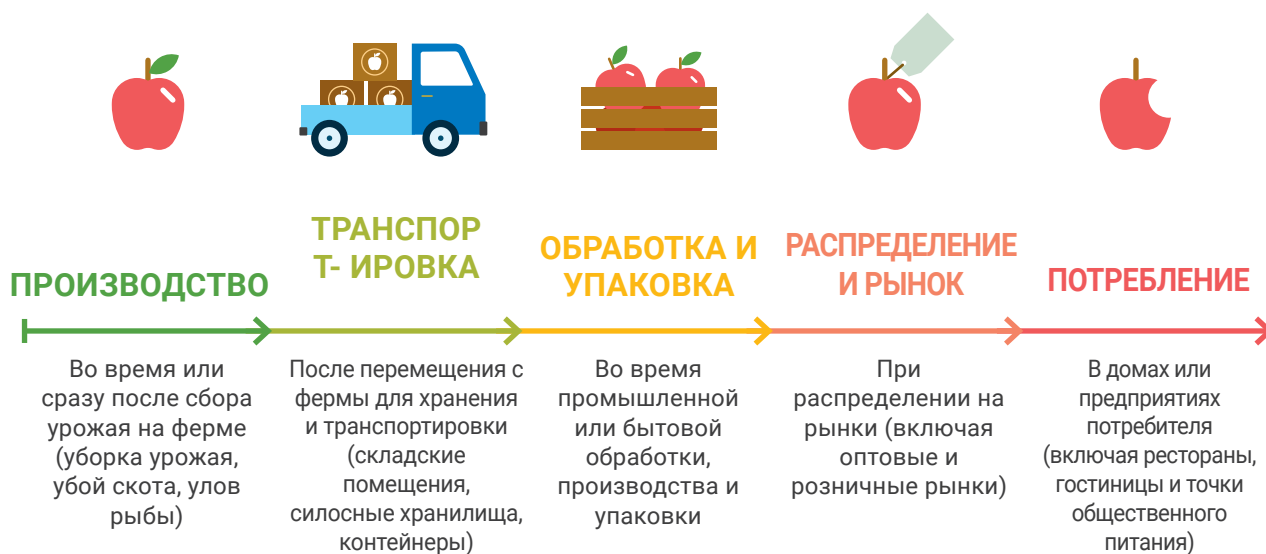 ПРОИЗВОДСТВО
Во время или
сразу после сбора
урожая на ферме
(уборка урожая,
убой скота, улов
рыбы)
ТРАНСПОР
Т- ИРОВКА
После перемещения с
фермы для хранения
и транспортировки
(складские
помещения,
силосные хранилища,
контейнеры)
ОБРАБОТКА И
УПАКОВКА
Во время
промышленной
или бытовой
обработки,
производства и
упаковки
РАСПРЕДЕЛЕНИЕ
И РЫНОК
При
распределении на
рынки (включая
оптовые и
розничные рынки)
ПОТРЕБЛЕНИЕ
В домах или
предприятиях
потребителя
(включая рестораны,
гостиницы и точки
общественного
питания)